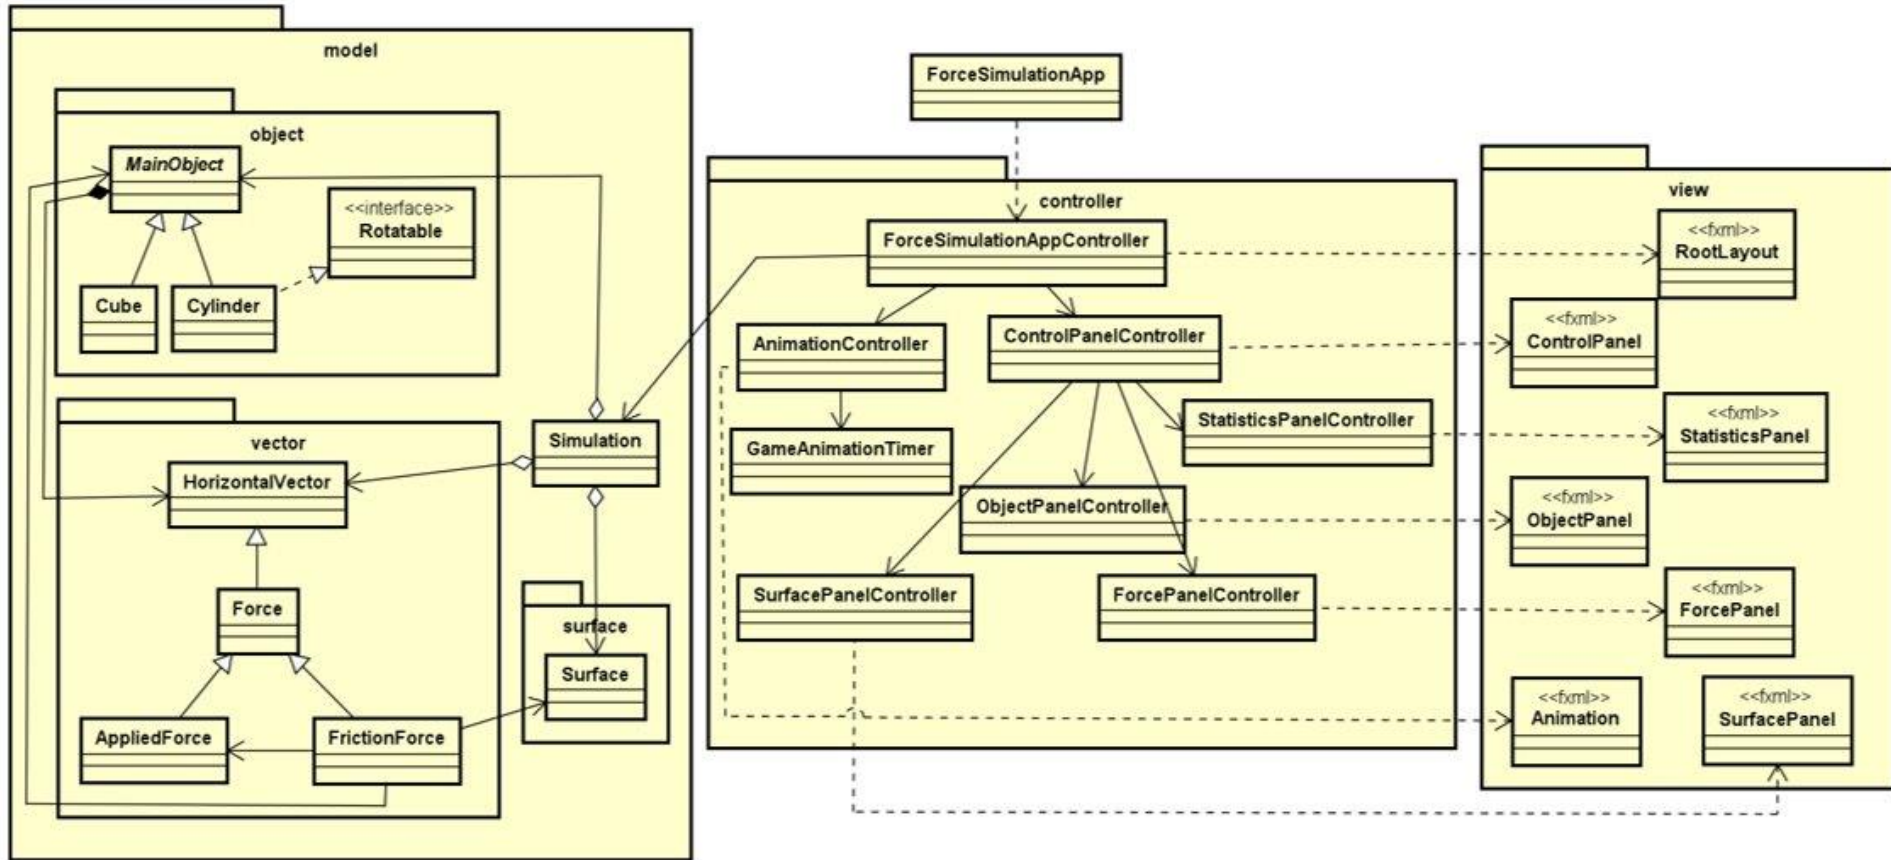 model
object
MainObject
<<interface>>
Rotatable
Cube
Cylinder
vector
HorizontalVector
Force
AppliedForce
FrictionForce
Simulation
surface
Surface
ForceSimulationApp
controller
ForceSimulationAppController
AnimationController
ControlPanelController
GameAnimationTimer
StatisticsPanelController
ObjectPanelController
SurfacePanelController
ForcePanelController
view
<<fxml>>
RootLayout
<<fxml>>
ControlPanel
<<fxml>>
StatisticsPanel
<<fxml>>
ObjectPanel
<<fxml>>
ForcePanel
<<fxml>>
Animation
<<fxml>>
SurfacePanel